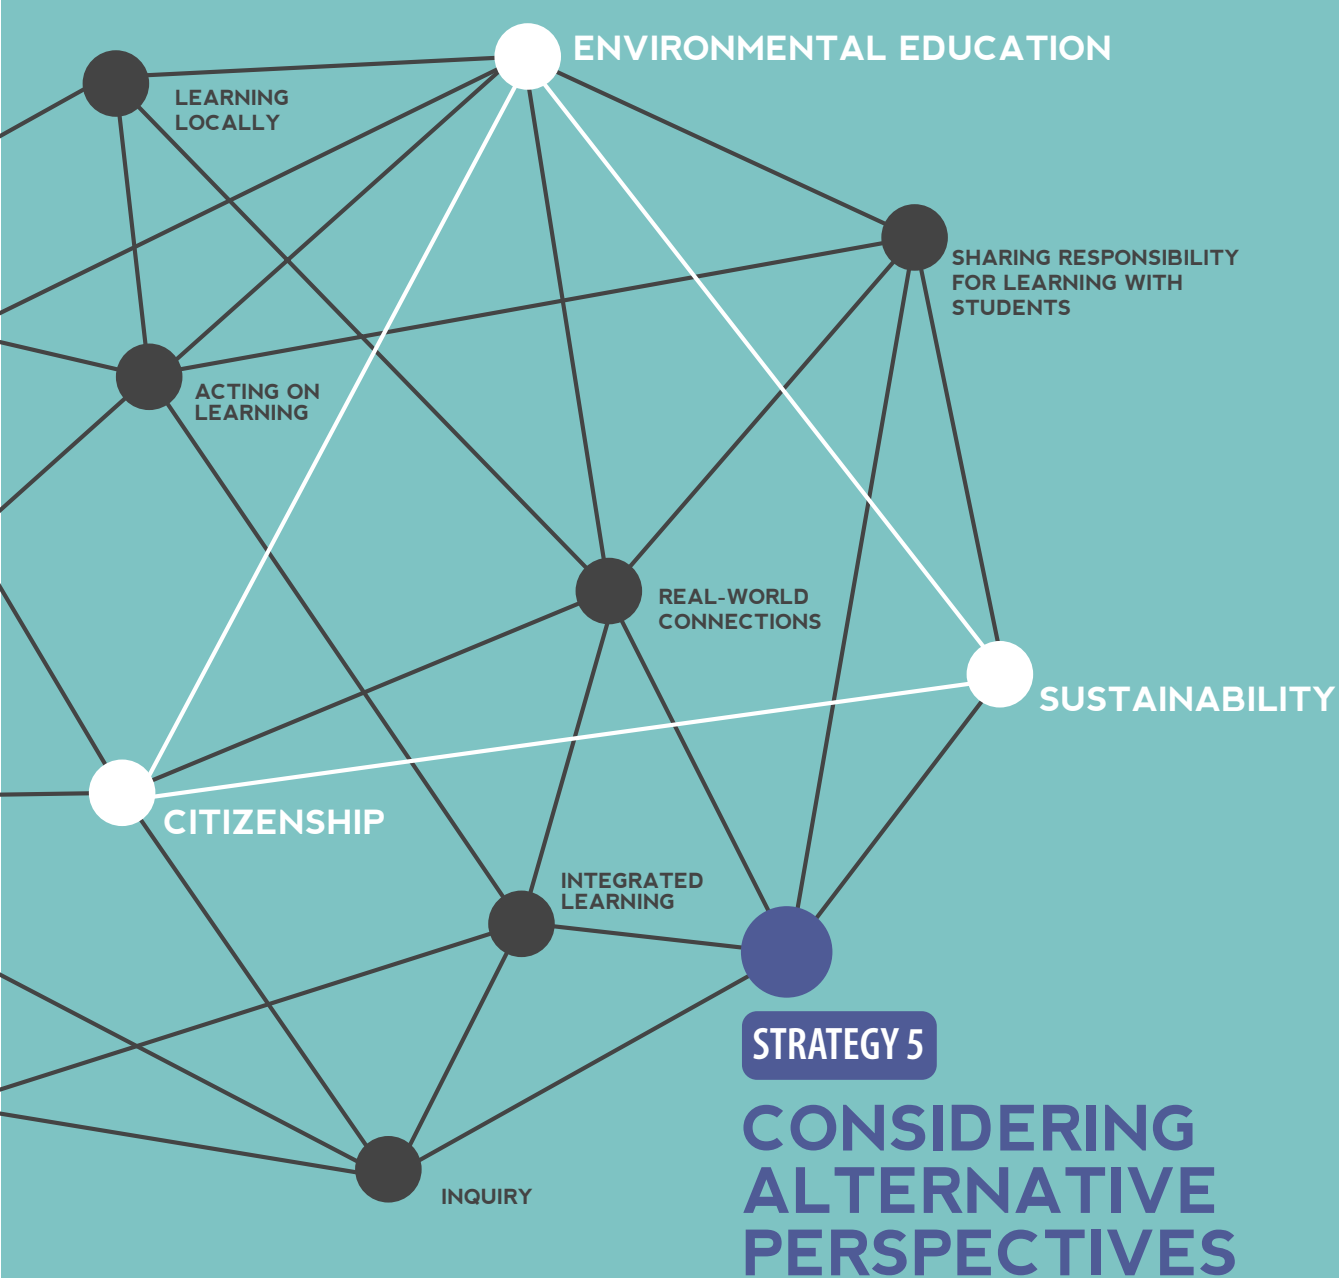 ENVIRONMENTAL EDUCATION
LEARNING
LOCALLY
SHARING RESPONSIBILITY
FOR LEARNING WITH
STUDENTS
ACTING ON
LEARNING
REAL-WORLD
CONNECTIONS
SUSTAINABILITY
CITIZENSHIP
INTEGRATED
LEARNING
STRATEGY 5
CONSIDERING
ALTERNATIVE
PERSPECTIVES
INQUIRY